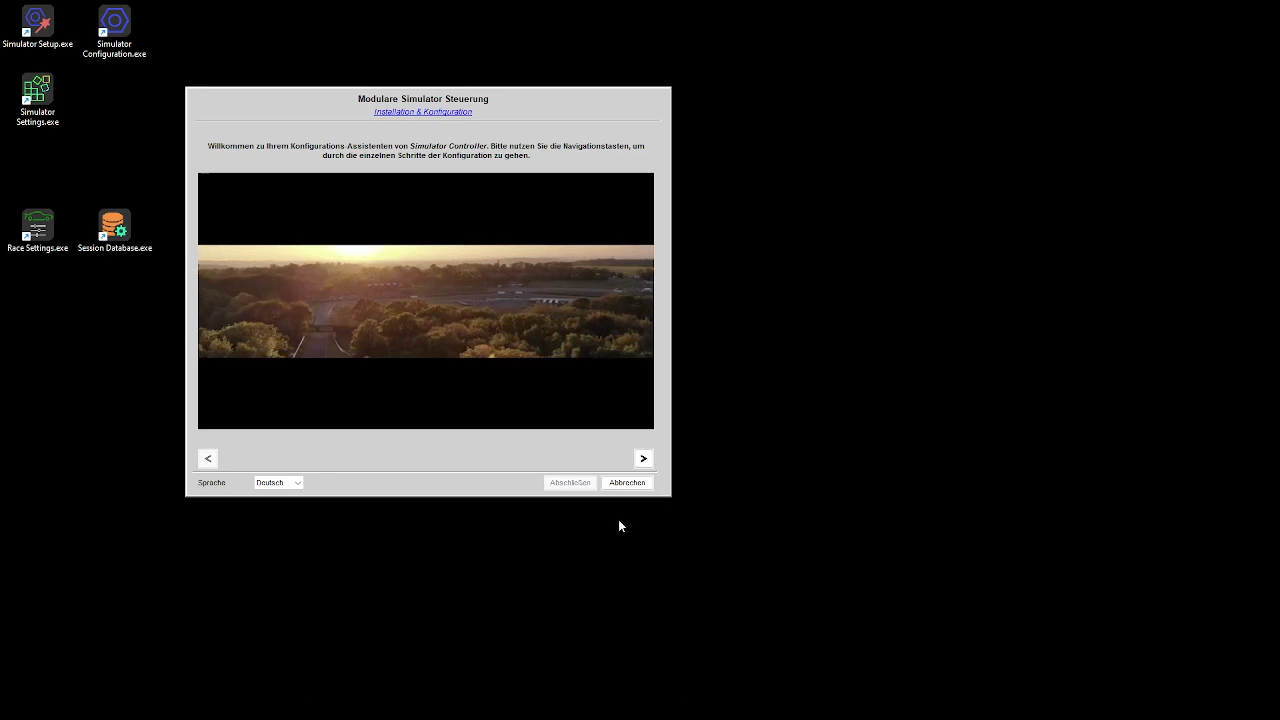 Simulator Setup.exe
Simulator
Configuration.exe
Simulator
Settings.exe
Race Settings.exe
Session Database.exe
Modulare Simulator Steuerung
Installation & Konfiguration
Willkommen zu Ihrem Konfigurations-Assistenten von Simulator Controller. Bitte nutzen Sie die Navigationstasten, um
durch die einzelnen Schritte der Konfiguration zu gehen.
< >
Sprache Deutsch Abschließen Abbrechen